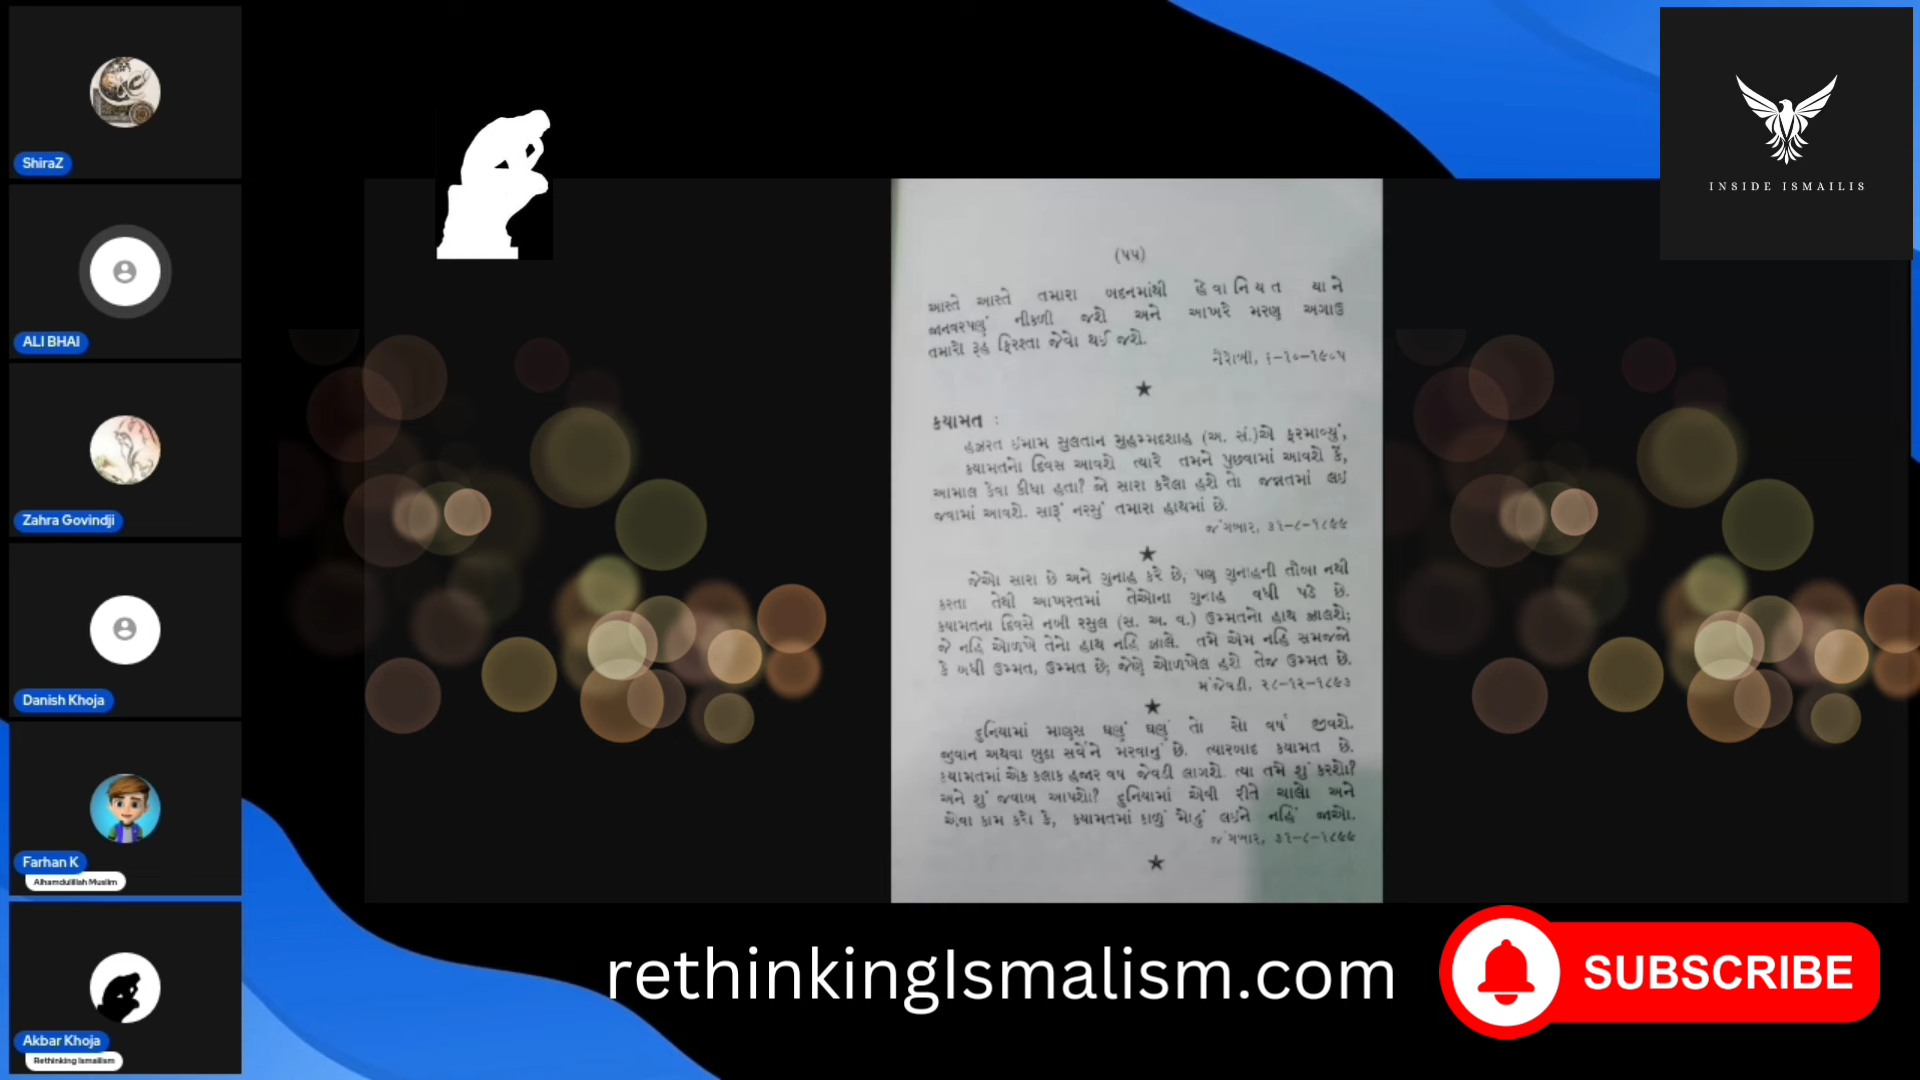 ShiraZ
ALI BHAI
Zahra Govindji
Danish Khoja
Farhan K
Alhamdulillah Muslim
Akbar Khoja
Rethinking Ismailism
INSIDE ISMAILIS
(૫૫)
આસ્તે આસ્તે તમારા બદનમાંથી હેવાનિયત યાને
જાનવરપણું નીકળી જશે અને આખરે મરણ અગાઉ
તમારો રૂહ ફિરસ્તા જેવો થઈ જશે.
નૈરોબી, ૬-૧૦-૧૯૦૫
★
કયામત :
હઝરત ઈમામ સુલતાન મુહમ્મદશાહ (અ. સ.)એ ફરમાવ્યું,
કયામતનો દિવસ આવશે ત્યારે તમને પુછવામાં આવશે કે,
આમાલ કેવા કીધા હતા? જો સારા કરેલા હશે તો જન્નતમાં લઈ
જવામાં આવશે. સારૂં નરસું તમારા હાથમાં છે.
જંગબાર, ૩૧-૮-૧૮૯૯
★
જેઓ સારા છે અને ગુનાહ કરે છે, પણ ગુનાહની તૌબા નથી
કરતા તેથી આખરતમાં તેઓના ગુનાહ વધી પડે છે.
કયામતના દિવસે નબી રસુલ (સ. અ. વ.) ઉમ્મતનો હાથ ઝાલશે;
જે નહિ ઓળખે તેનો હાથ નહિ ઝાલે. તમે એમ નહિ સમજજો
કે બધી ઉમ્મત, ઉમ્મત છે; જેણે ઓળખેલ હશે તેજ ઉમ્મત છે.
મંજેવડી, ૨૮-૧૨-૧૮૯૩
★
દુનિયામાં માણસ ઘણું ઘણું તો સો વર્ષ જીવશે.
જુવાન અથવા બુઢા સર્વેને મરવાનું છે. ત્યારબાદ કયામત છે.
કયામતમાં એક કલાક હજાર વર્ષ જેવડી લાગશે. ત્યા તમે શું કરશો?
અને શું જવાબ આપશો? દુનિયામાં એવી રીતે ચાલો અને
એવા કામ કરો કે, કયામતમાં કાળું મોઢું લઈને નહિં જાઓ.
જંગબાર, ૩૧-૮-૧૮૯૯
★
rethinkingIsmalism.com
SUBSCRIBE